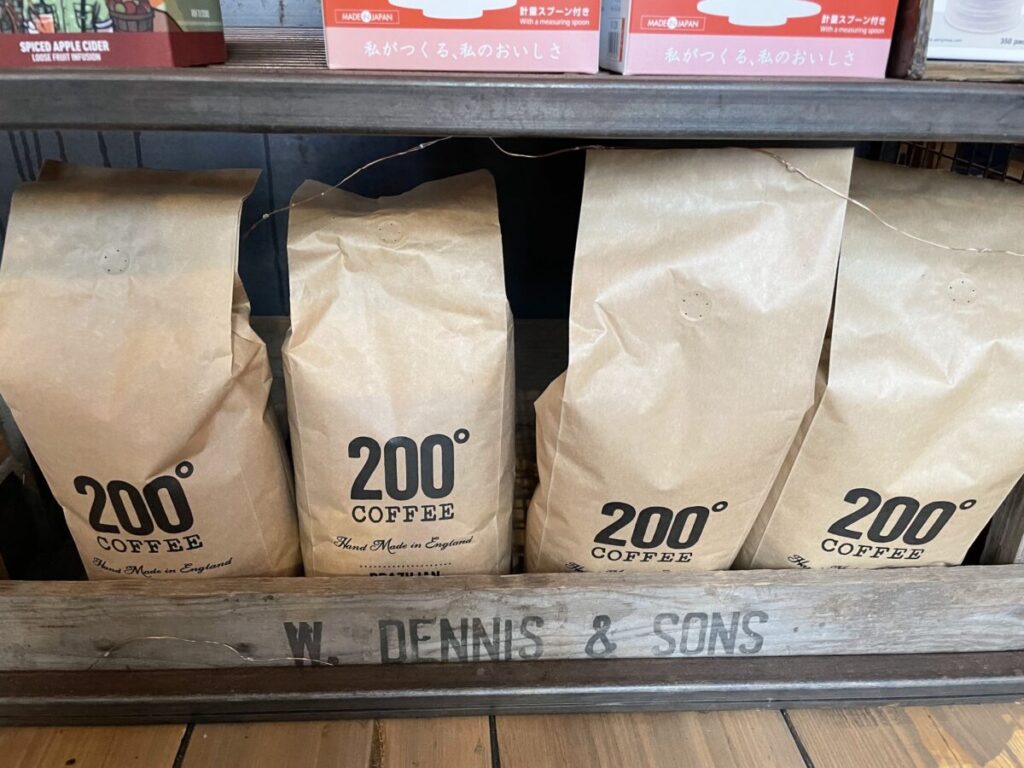 SPICED APPLE CIDER
LOOSE FRUIT INFUSION
MADE IN JAPAN
計量スプーン付き
With a measuring spoon
私がつくる、私のおいしさ
MADE IN JAPAN
計量スプーン付き
With a measuring spoon
私がつくる、私のおいしさ
200°
COFFEE
Hand Made in England
200°
COFFEE
Hand Made in England
BRAZILIAN
200°
COFFEE
200°
COFFEE
W. DENNIS & SONS